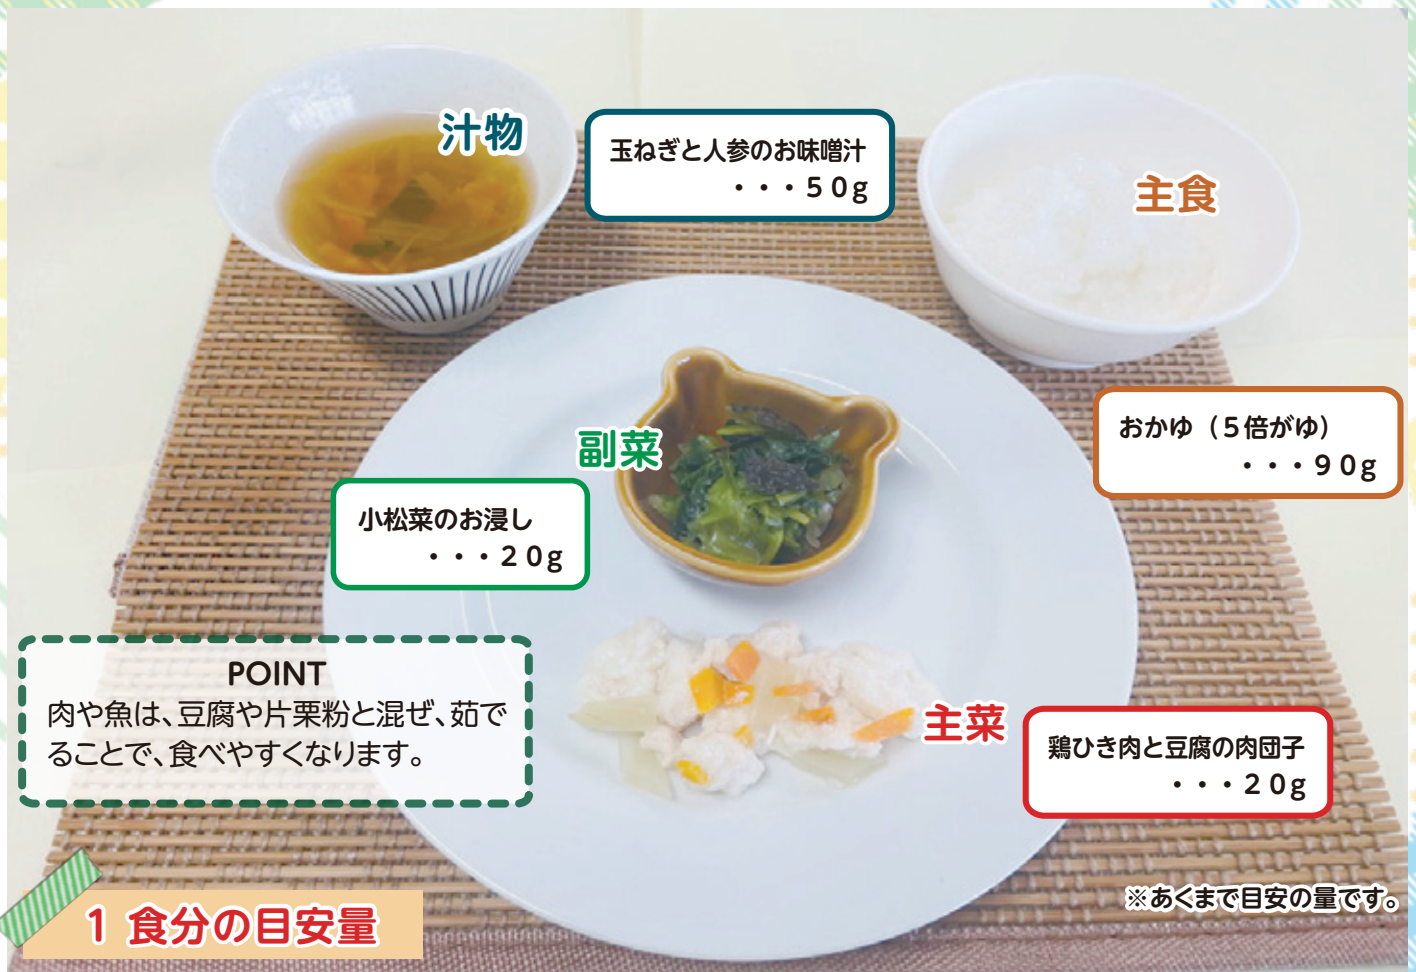 汁物
玉ねぎと人参のお味噌汁
・・・50g
主食
おかゆ（5倍がゆ）
・・・90g
副菜
小松菜のお浸し
・・・20g
POINT
肉や魚は、豆腐や片栗粉と混ぜ、茹で
ることで、食べやすくなります。
主菜
鶏ひき肉と豆腐の肉団子
・・・20g
※あくまで目安の量です。
1 食分の目安量